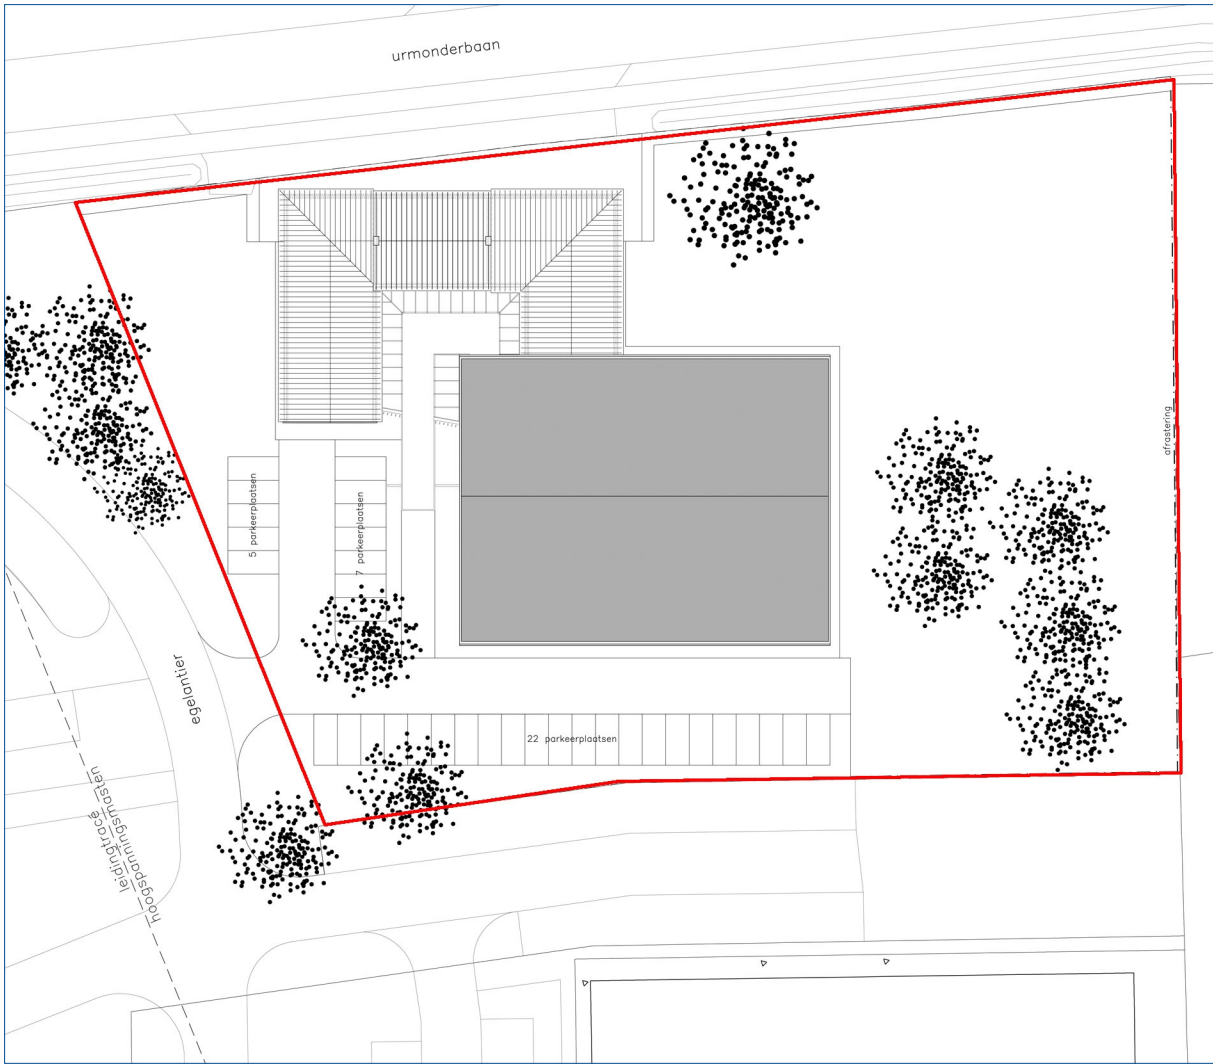 urmonderbaan
afrastering
5 parkeerplaatsen
7 parkeerplaatsen
egelantier
22 parkeerplaatsen
leidingtracé
hoogspanningsmasten